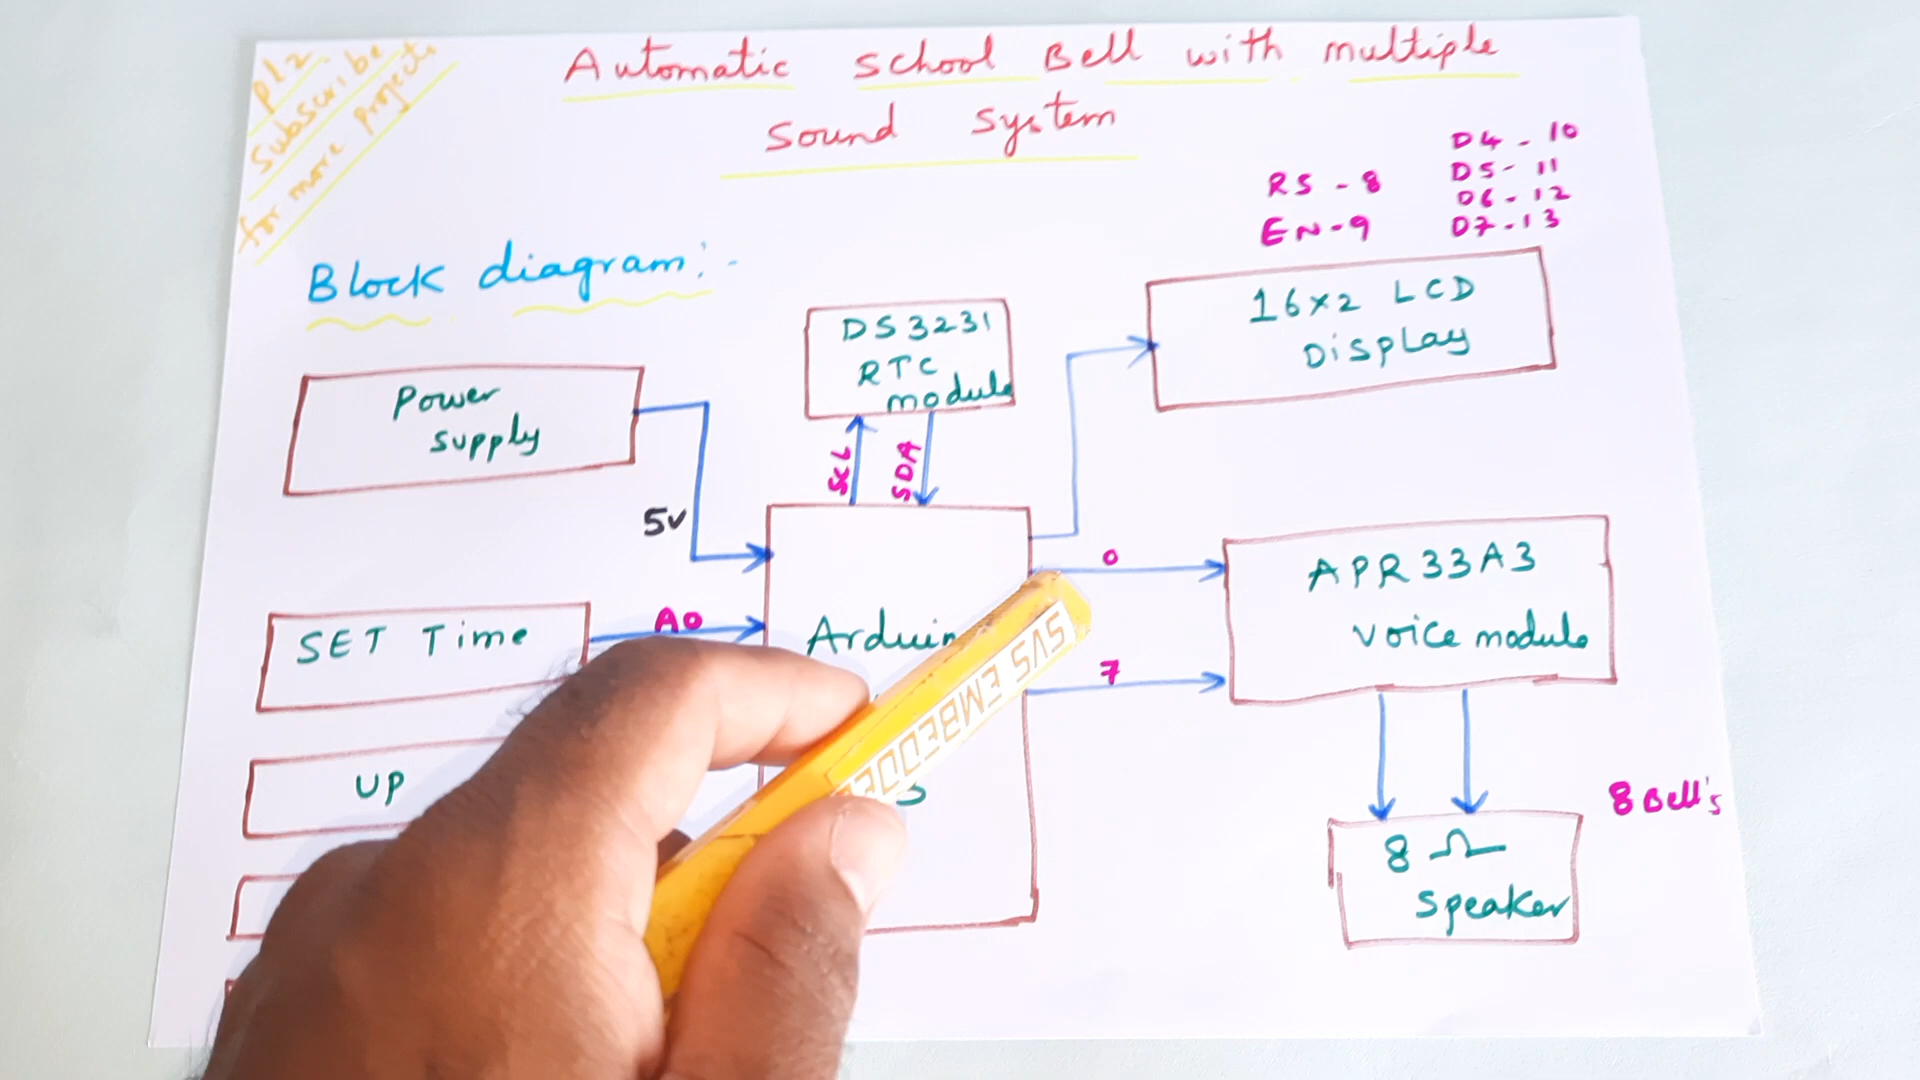 plz
subscribe
for more projects
Automatic school Bell with multiple
sound system
RS - 8
EN - 9
D4 - 10
D5 - 11
D6 - 12
D7 - 13
Block diagram:-
DS3231
RTC
module
16x2 LCD
Display
Power
supply
SCL
SDA
5v
0
APR33A3
voice module
SET Time
A0
Arduin
SVS EMBEDDED
7
UP
8 Bell's
8 Ω
speaker